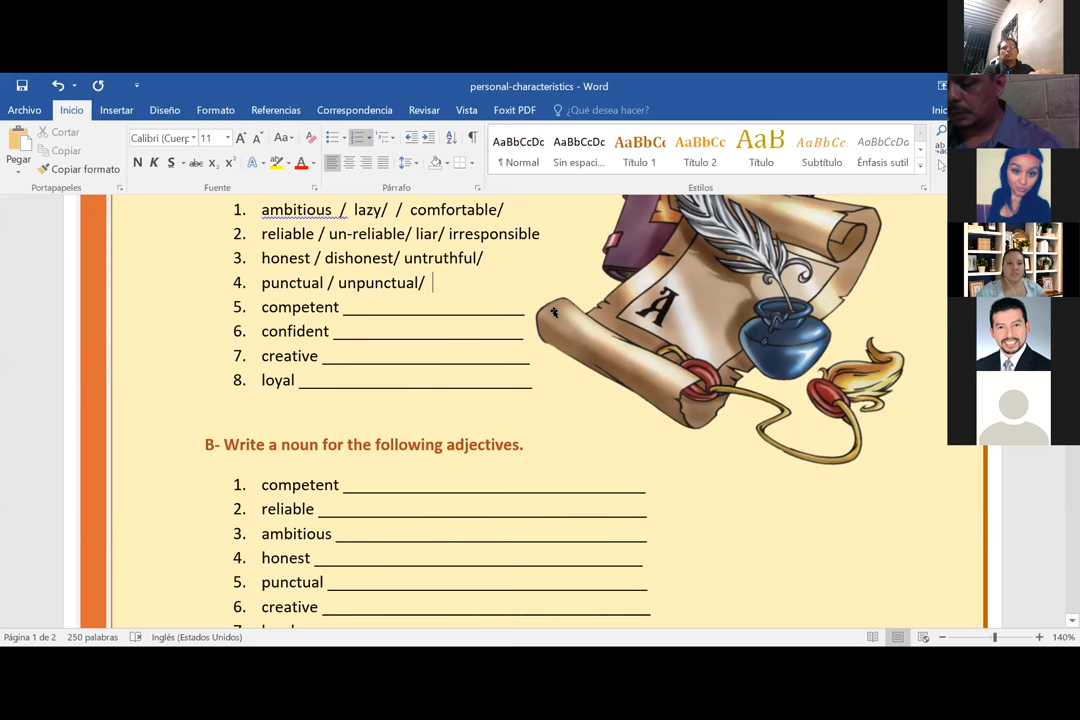 personal-characteristics - Word
Archivo Inicio Insertar Diseño Formato Referencias Correspondencia Revisar Vista Foxit PDF ¿Qué desea hacer?
Pegar
Cortar
Copiar
Copiar formato
Portapapeles
Calibri (Cuerp 11
N K S abc
Fuente
Párrafo
AaBbCcDc AaBbCcDc AaBbCc AaBbCc AaB AaBbCc. AaBbCcDc
¶ Normal Sin espaci... Título 1 Título 2 Título Subtítulo Énfasis sutil
Estilos
1. ambitious / lazy/ / comfortable/
2. reliable / un-reliable/ liar/ irresponsible
3. honest / dishonest/ untruthful/
4. punctual / unpunctual/
5. competent
6. confident
7. creative
8. loyal
A
B- Write a noun for the following adjectives.
1. competent
2. reliable
3. ambitious
4. honest
5. punctual
6. creative
Página 1 de 2 250 palabras Inglés (Estados Unidos) 140%